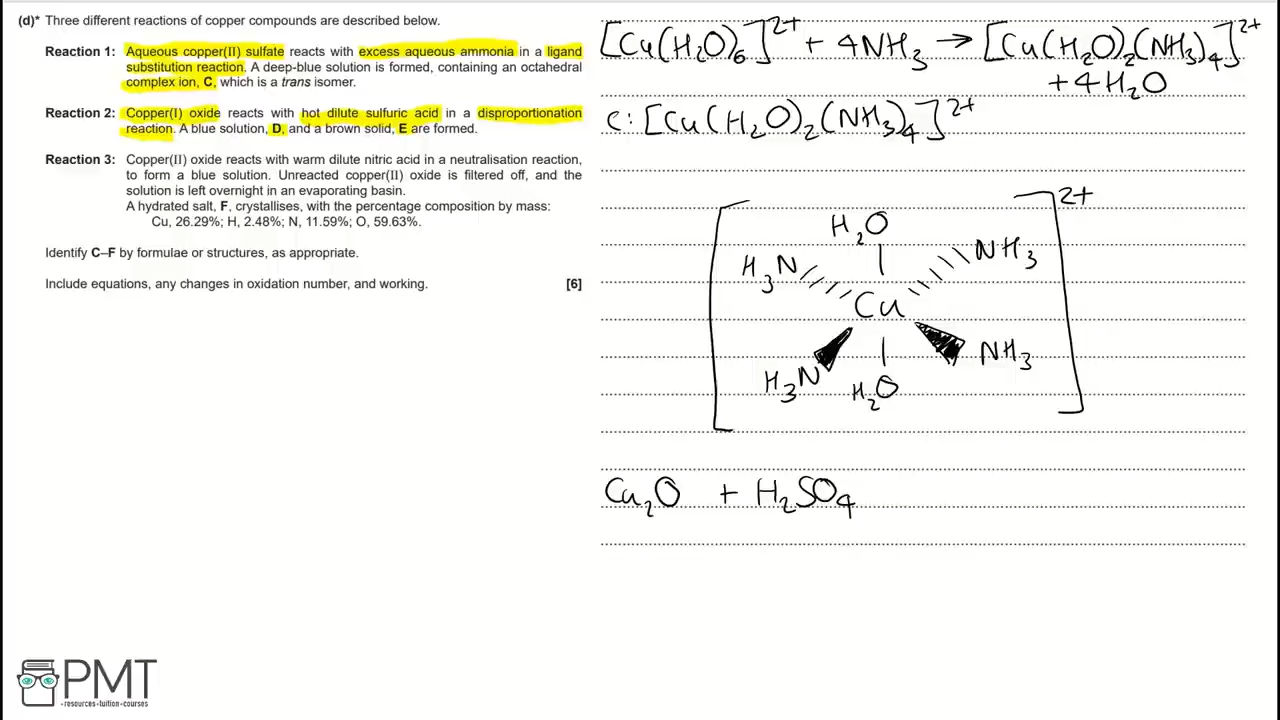 (d)* Three different reactions of copper compounds are described below.
Reaction 1: Aqueous copper(II) sulfate reacts with excess aqueous ammonia in a ligand
substitution reaction. A deep-blue solution is formed, containing an octahedral
complex ion, C, which is a trans isomer.
Reaction 2: Copper(I) oxide reacts with hot dilute sulfuric acid in a disproportionation
reaction. A blue solution, D, and a brown solid, E are formed.
Reaction 3: Copper(II) oxide reacts with warm dilute nitric acid in a neutralisation reaction,
to form a blue solution. Unreacted copper(II) oxide is filtered off, and the
solution is left overnight in an evaporating basin.
A hydrated salt, F, crystallises, with the percentage composition by mass:
Cu, 26.29%; H, 2.48%; N, 11.59%; O, 59.63%.
Identify C–F by formulae or structures, as appropriate.
Include equations, any changes in oxidation number, and working. [6]
[Cu(H₂O)₆]²⁺ + 4NH₃ → [Cu(H₂O)₂(NH₃)₄]²⁺
+ 4H₂O
C: [Cu(H₂O)₂(NH₃)₄]²⁺
2+
H₂O
H₃N NH₃
Cu
H₃N NH₃
H₂O
Cu₂O + H₂SO₄
PMT
·resources·tuition·courses